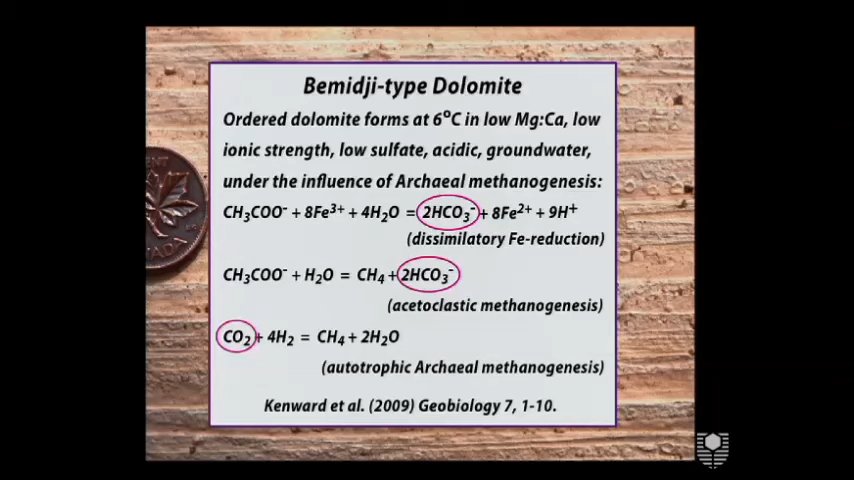 Bemidji-type Dolomite
Ordered dolomite forms at 6°C in low Mg:Ca, low
ionic strength, low sulfate, acidic, groundwater,
under the influence of Archaeal methanogenesis:
CH₃COO⁻ + 8Fe³⁺ + 4H₂O = 2HCO₃⁻ + 8Fe²⁺ + 9H⁺
(dissimilatory Fe-reduction)
CH₃COO⁻ + H₂O = CH₄ + 2HCO₃⁻
(acetoclastic methanogenesis)
CO₂ + 4H₂ = CH₄ + 2H₂O
(autotrophic Archaeal methanogenesis)
Kenward et al. (2009) Geobiology 7, 1-10.